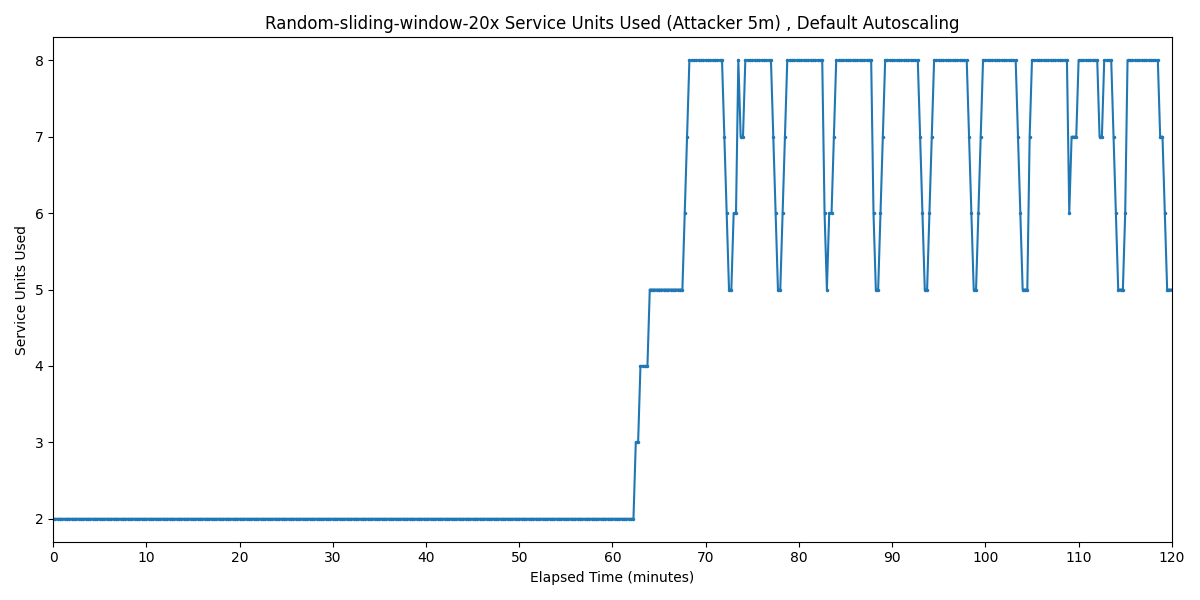 Random-sliding-window-20x Service Units Used (Attacker 5m) , Default Autoscaling
8
7
6
5
4
3
2
Service Units Used
0 10 20 30 40 50 60 70 80 90 100 110 120
Elapsed Time (minutes)